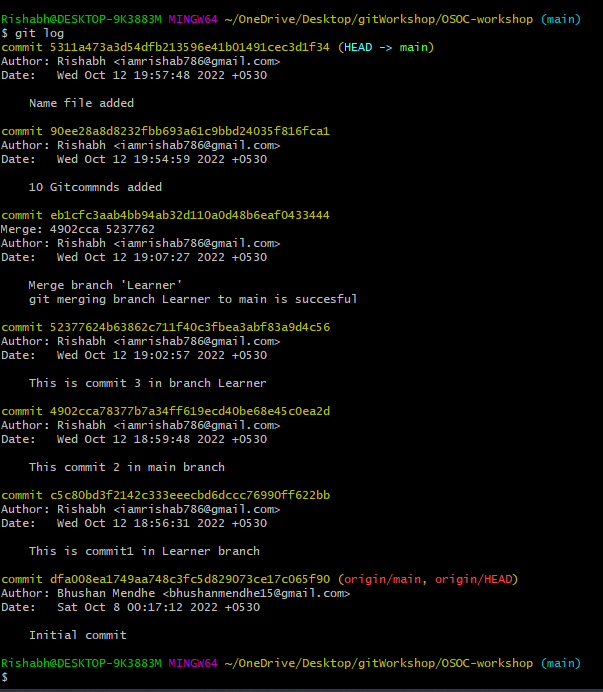 Rishabh@DESKTOP-9K3883M MINGW64 ~/OneDrive/Desktop/gitWorkshop/OSOC-workshop (main)
$ git log
commit 5311a473a3d54dfb213596e41b01491cec3d1f34 (HEAD -> main)
Author: Rishabh <iamrishab786@gmail.com>
Date:   Wed Oct 12 19:57:48 2022 +0530

    Name file added

commit 90ee28a8d8232fbb693a61c9bbd24035f816fca1
Author: Rishabh <iamrishab786@gmail.com>
Date:   Wed Oct 12 19:54:59 2022 +0530

    10 Gitcommnds added

commit eb1cfc3aab4bb94ab32d110a0d48b6eaf0433444
Merge: 4902cca 5237762
Author: Rishabh <iamrishab786@gmail.com>
Date:   Wed Oct 12 19:07:27 2022 +0530

    Merge branch 'Learner'
    git merging branch Learner to main is succesful

commit 52377624b63862c711f40c3fbea3abf83a9d4c56
Author: Rishabh <iamrishab786@gmail.com>
Date:   Wed Oct 12 19:02:57 2022 +0530

    This is commit 3 in branch Learner

commit 4902cca78377b7a34ff619ecd40be68e45c0ea2d
Author: Rishabh <iamrishab786@gmail.com>
Date:   Wed Oct 12 18:59:48 2022 +0530

    This commit 2 in main branch

commit c5c80bd3f2142c333eeecbd6dccc76990ff622bb
Author: Rishabh <iamrishab786@gmail.com>
Date:   Wed Oct 12 18:56:31 2022 +0530

    This is commit1 in Learner branch

commit dfa008ea1749aa748c3fc5d829073ce17c065f90 (origin/main, origin/HEAD)
Author: Bhushan Mendhe <bhushanmendhe15@gmail.com>
Date:   Sat Oct 8 00:17:12 2022 +0530

    Initial commit

Rishabh@DESKTOP-9K3883M MINGW64 ~/OneDrive/Desktop/gitWorkshop/OSOC-workshop (main)
$